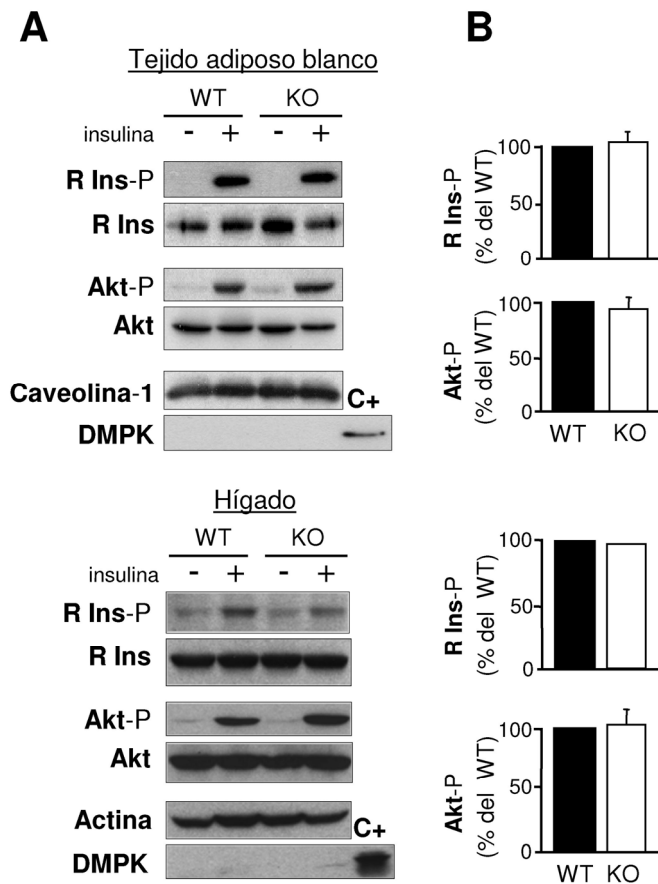 A
Tejido adiposo blanco
WT KO
insulina - + - +
R Ins-P
R Ins
Akt-P
Akt
Caveolina-1
C+
DMPK
Hígado
WT KO
insulina - + - +
R Ins-P
R Ins
Akt-P
Akt
Actina
C+
DMPK
B
R Ins-P
(% del WT)
100
50
0
Akt-P
(% del WT)
100
50
0
WT KO
R Ins-P
(% del WT)
100
50
0
Akt-P
(% del WT)
100
50
0
WT KO